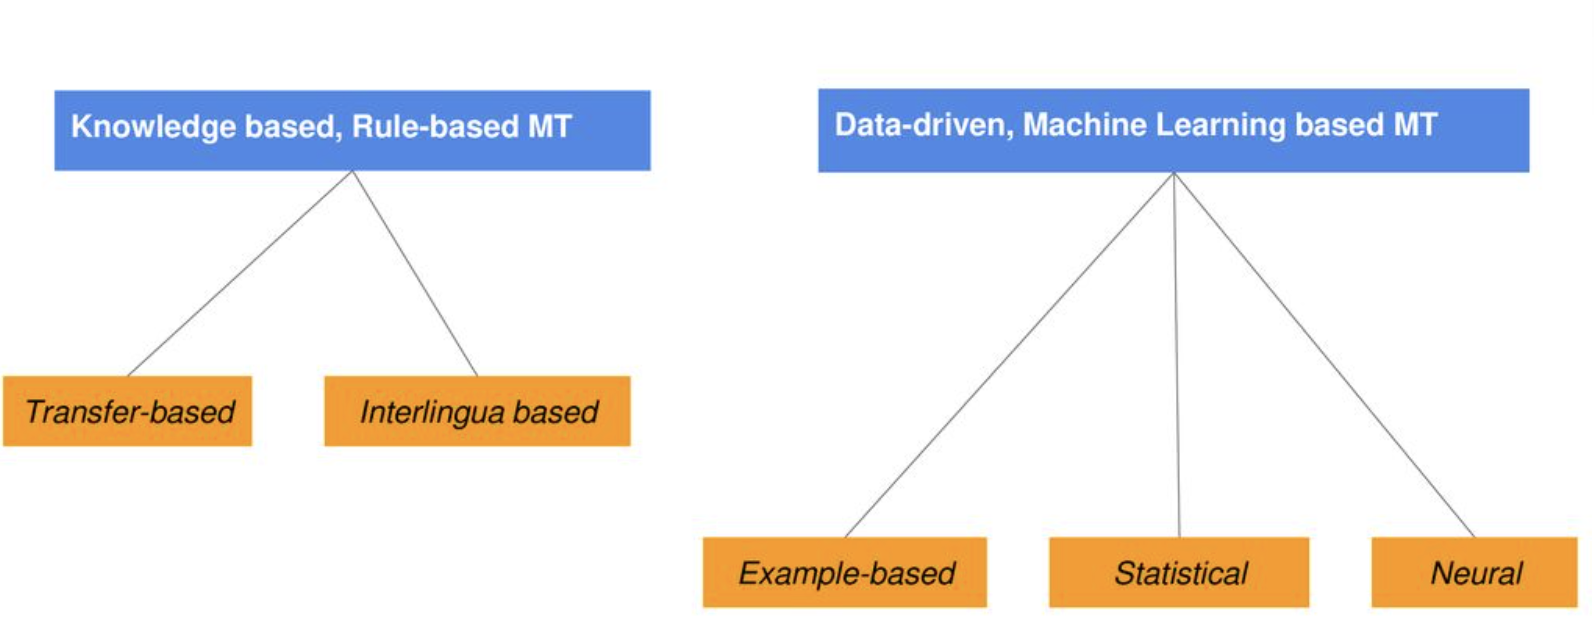 Knowledge based, Rule-based MT
Data-driven, Machine Learning based MT
Transfer-based
Interlingua based
Example-based
Statistical
Neural